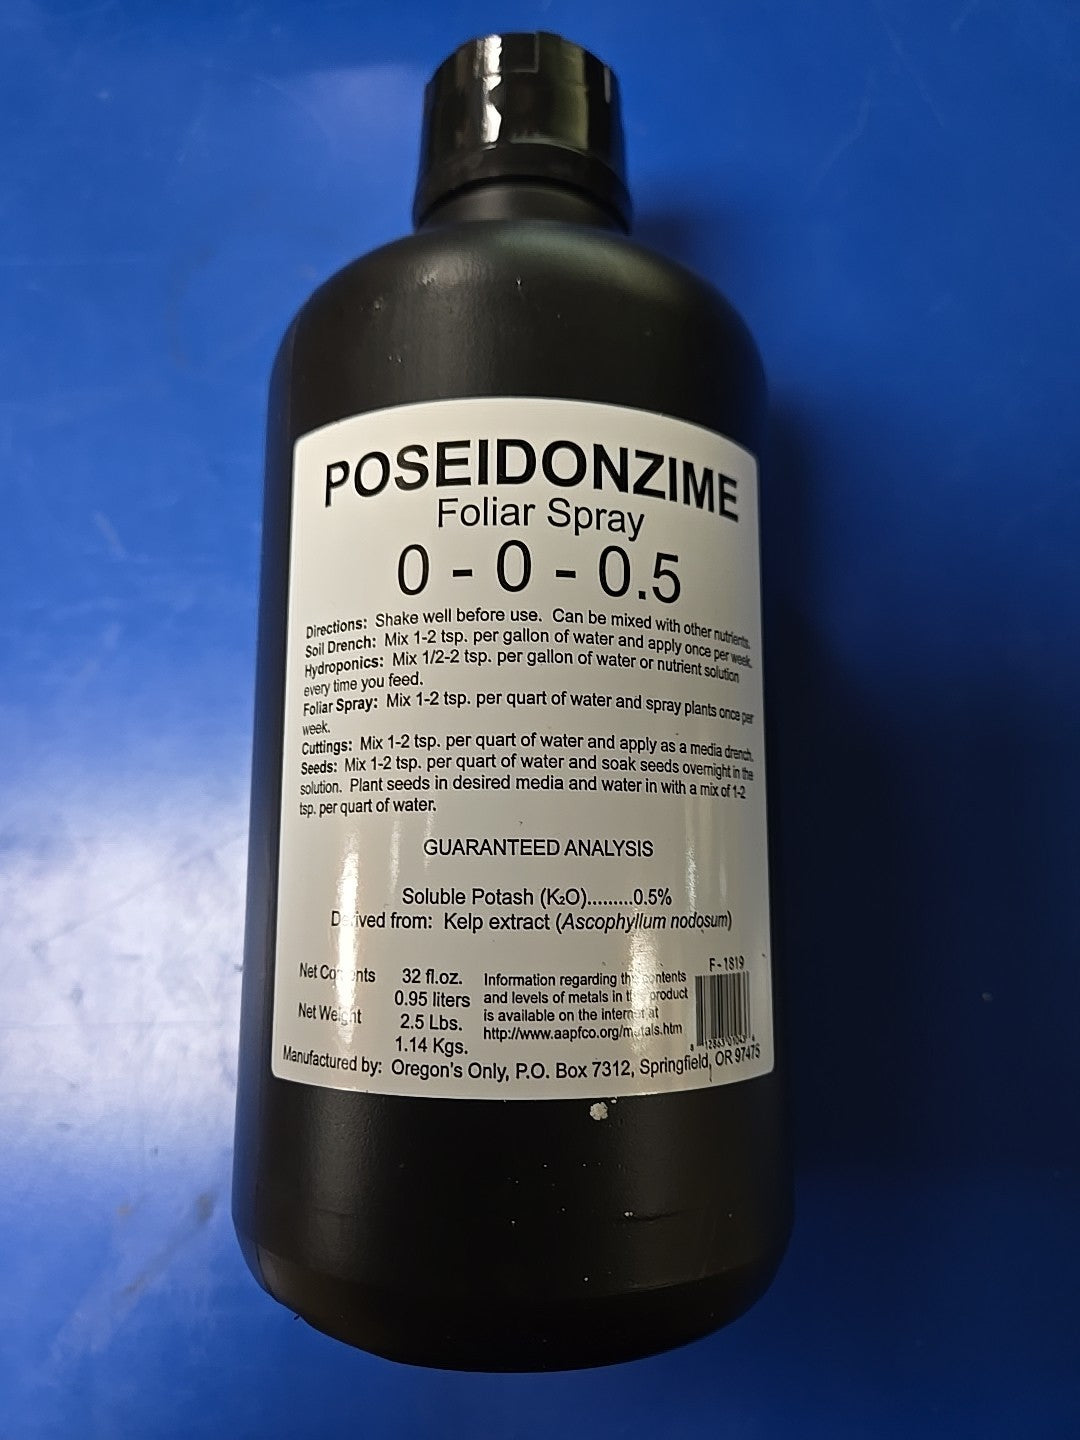 POSEIDONZIME
Foliar Spray
0 - 0 - 0.5
Directions: Shake well before use. Can be mixed with other nutrients.
Soil Drench: Mix 1-2 tsp. per gallon of water and apply once per week.
Hydroponics: Mix 1/2-2 tsp. per gallon of water or nutrient solution
every time you feed.
Foliar Spray: Mix 1-2 tsp. per quart of water and spray plants once per
week.
Cuttings: Mix 1-2 tsp. per quart of water and apply as a media drench.
Seeds: Mix 1-2 tsp. per quart of water and soak seeds overnight in the
solution. Plant seeds in desired media and water in with a mix of 1-2
tsp. per quart of water.
GUARANTEED ANALYSIS
Soluble Potash (K₂O).........0.5%
Derived from: Kelp extract (Ascophyllum nodosum)
Net Contents 32 fl.oz.
0.95 liters
Net Weight 2.5 Lbs.
1.14 Kgs.
Information regarding the contents
and levels of metals in this product
is available on the internet at
http://www.aapfco.org/metals.htm
F-1819
Manufactured by: Oregon's Only, P.O. Box 7312, Springfield, OR 97475